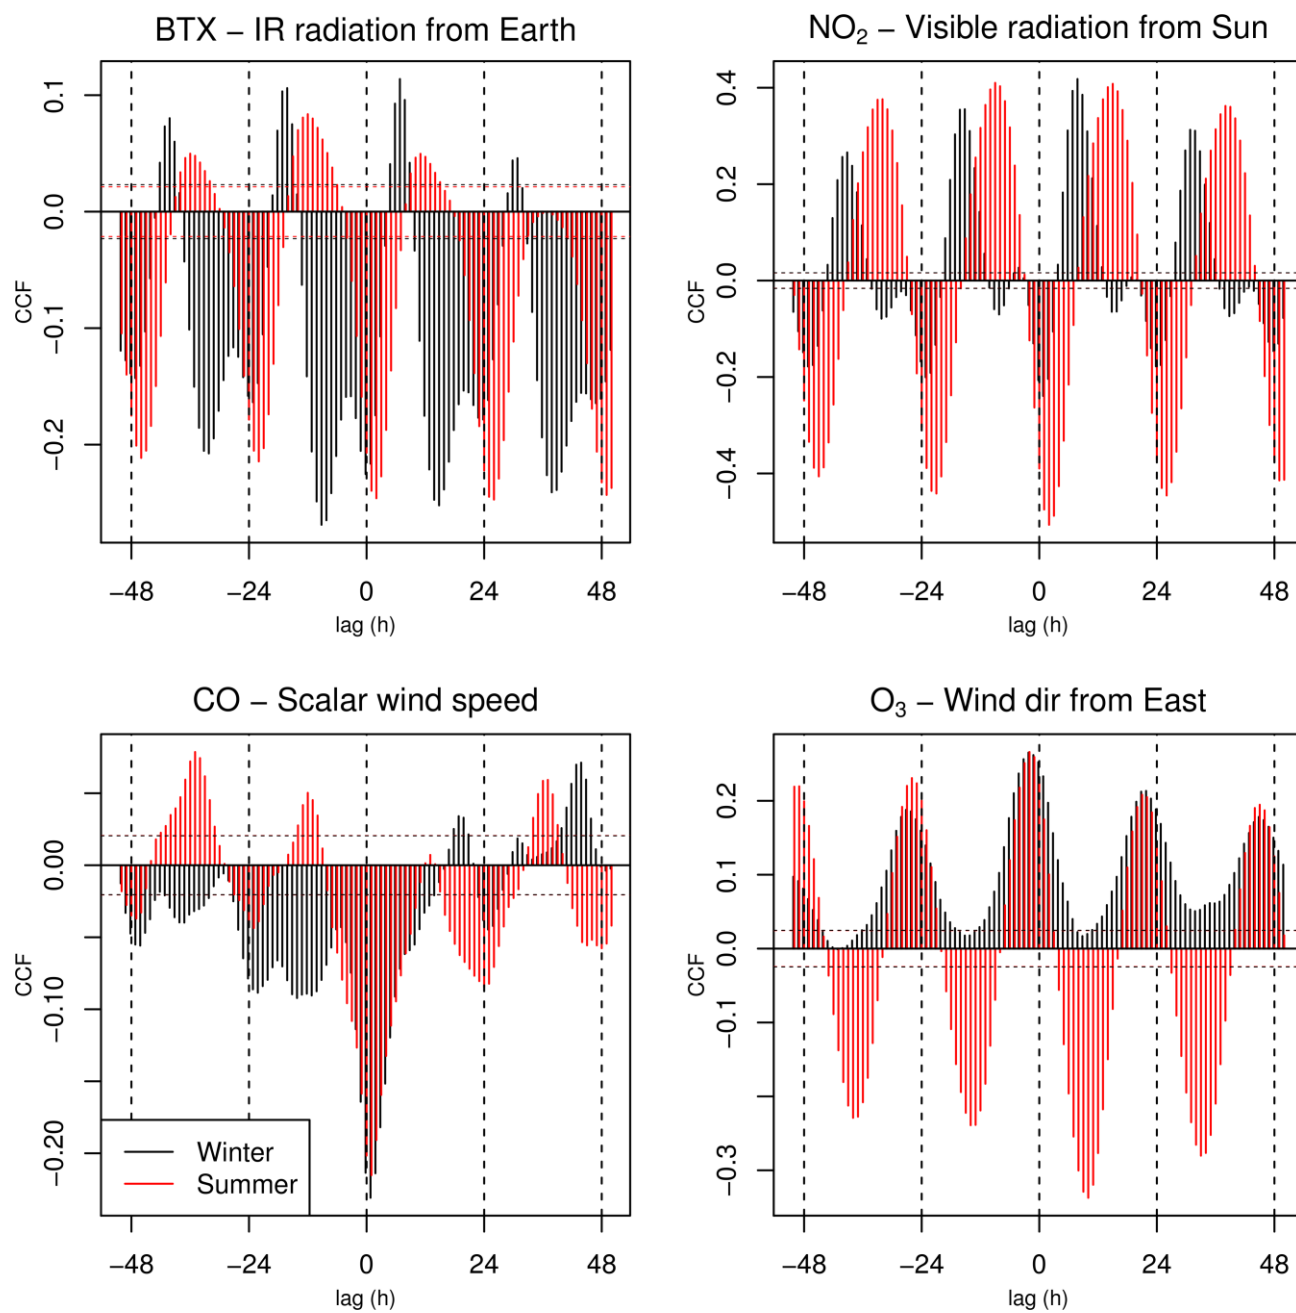 BTX − IR radiation from Earth
0.1
0.0
−0.1
−0.2
CCF
−48 −24 0 24 48
lag (h)
NO₂ − Visible radiation from Sun
0.4
0.2
0.0
−0.2
−0.4
CCF
−48 −24 0 24 48
lag (h)
CO − Scalar wind speed
0.00
−0.10
−0.20
CCF
Winter
Summer
−48 −24 0 24 48
lag (h)
O₃ − Wind dir from East
0.2
0.1
0.0
−0.1
−0.3
CCF
−48 −24 0 24 48
lag (h)